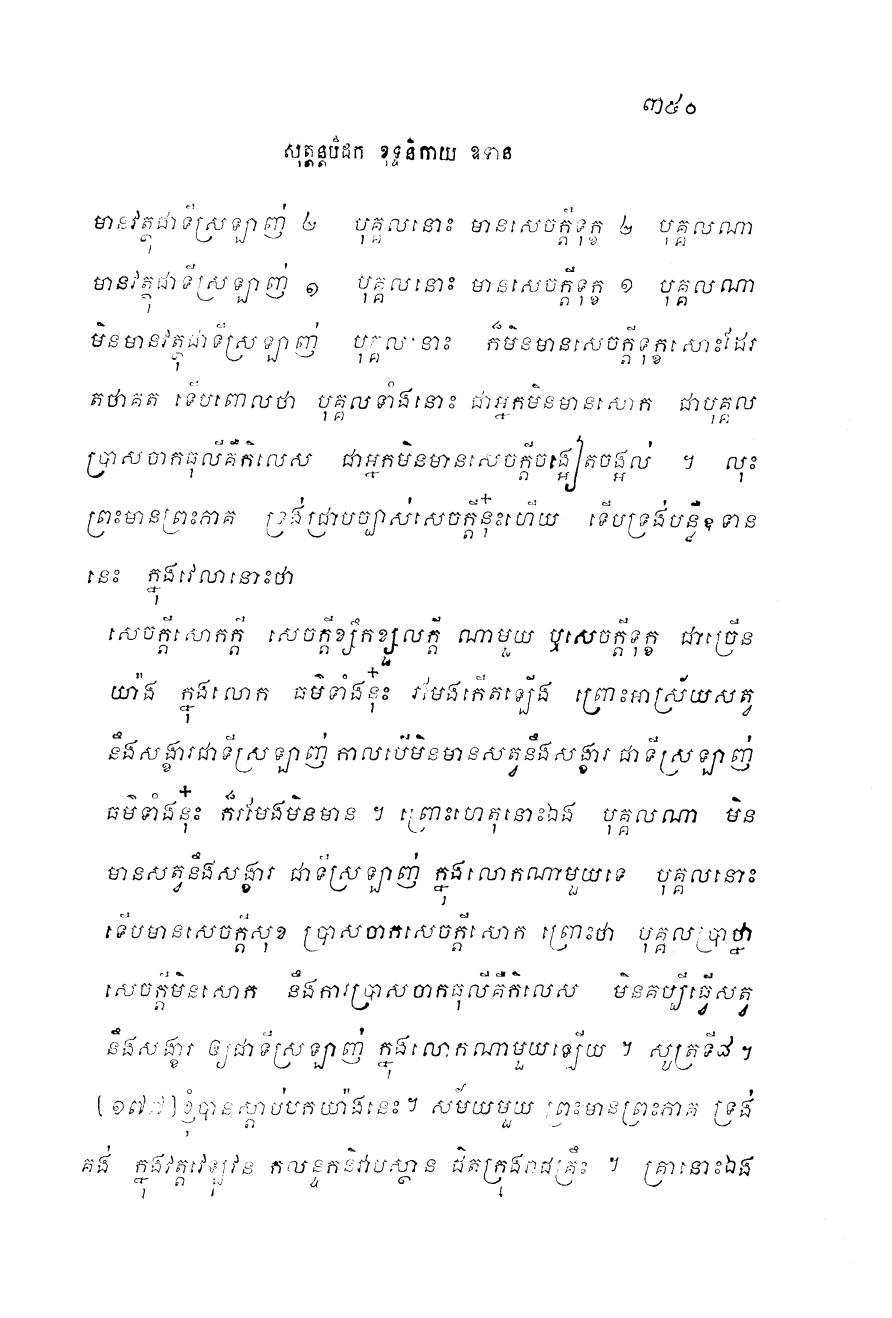 ៣៥០
សុត្តន្តបិដក ខុទ្ទនិកាយ ឧទាន
មានវត្ថុជាទីស្រឡាញ់ ២ បុគ្គលនោះ មានសេចក្តីទុក្ខ ២ បុគ្គលណា
មានវត្ថុជាទីស្រឡាញ់ ១ បុគ្គលនោះ មានសេចក្តីទុក្ខ ១ បុគ្គលណា
មិនមានវត្ថុជាទីស្រឡាញ់ បុគ្គលនោះ ក៏មិនមានសេចក្តីទុក្ខសោះដែរ
តថាគត ទើបពោលថា បុគ្គលទាំងនោះ ជាអ្នកមិនមានសោក ជាបុគ្គល
ប្រាសចាកធុលីគឺកិលេស ជាអ្នកមិនមានសេចក្តីចង្អៀតចង្អល់ ។ លុះ
ព្រះមានព្រះភាគ ទ្រង់ជ្រាបច្បាស់សេចក្តីនុ៎ះហើយ ទើបទ្រង់បន្លឺឧទាន
នេះ ក្នុងវេលានោះថា
សេចក្តីសោកក្តី សេចក្តីខ្សឹកខ្សួលក្តី ណាមួយ ឬសេចក្តីទុក្ខ ជាច្រើន
យ៉ាង ក្នុងលោក ធម៌ទាំងនុ៎ះ រមែងកើតឡើង ព្រោះអាស្រ័យសត្វ
នឹងសង្ខារជាទីស្រឡាញ់ កាលបើមិនមានសត្វនឹងសង្ខារ ជាទីស្រឡាញ់
ធម៌ទាំងនុ៎ះ ក៏រមែងមិនមាន ។ ព្រោះហេតុនោះឯង បុគ្គលណា មិន
មានសត្វនឹងសង្ខារ ជាទីស្រឡាញ់ ក្នុងលោកណាមួយទេ បុគ្គលនោះ
ទើបមានសេចក្តីសុខ ប្រាសចាកសេចក្តីសោក ព្រោះថា បុគ្គលប្រាថ្នា
សេចក្តីមិនសោក នឹងការប្រាសចាកធុលីគឺកិលេស មិនគប្បីធ្វើសត្វ
នឹងសង្ខារ ឲ្យជាទីស្រឡាញ់ ក្នុងលោកណាមួយឡើយ ។ សូត្រទី៨ ។
[១៧៧] ខ្ញុំបានស្តាប់មកយ៉ាងនេះ ។ សម័យមួយ ព្រះមានព្រះភាគ ទ្រង់
គង់ ក្នុងវត្តវេឡុវន កលន្ទកនិវាបស្ថាន ជិតក្រុងរាជគ្រឹះ ។ គ្រានោះឯង